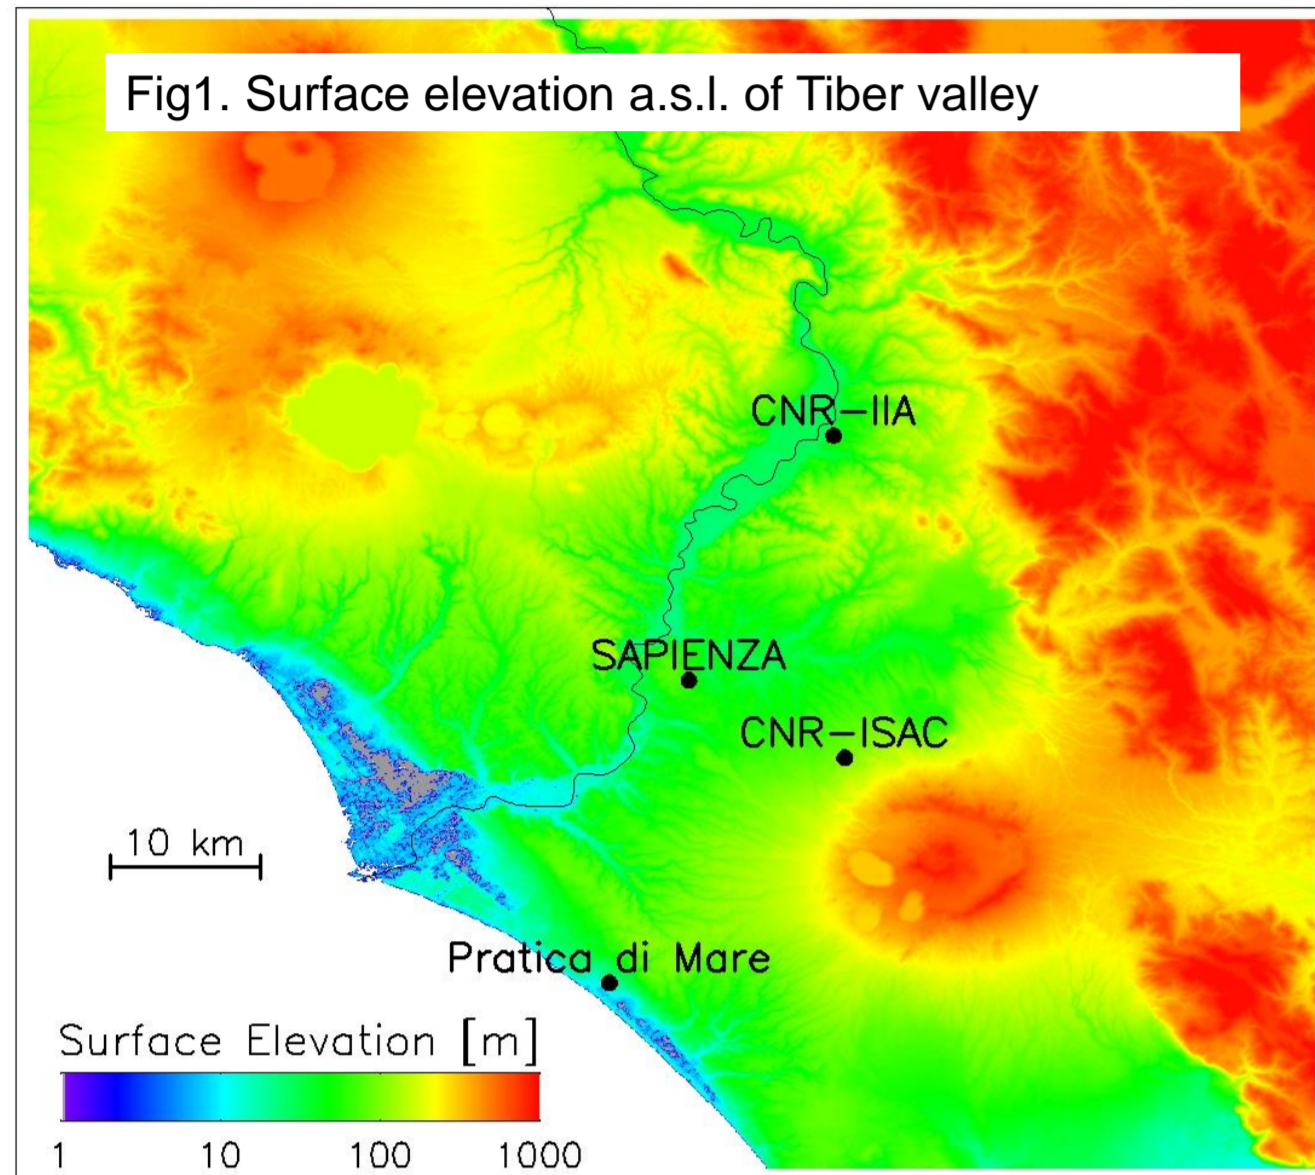 Fig1. Surface elevation a.s.l. of Tiber valley
CNR-IIA
SAPIENZA
CNR-ISAC
10 km
Pratica di Mare
Surface Elevation [m]
1 10 100 1000